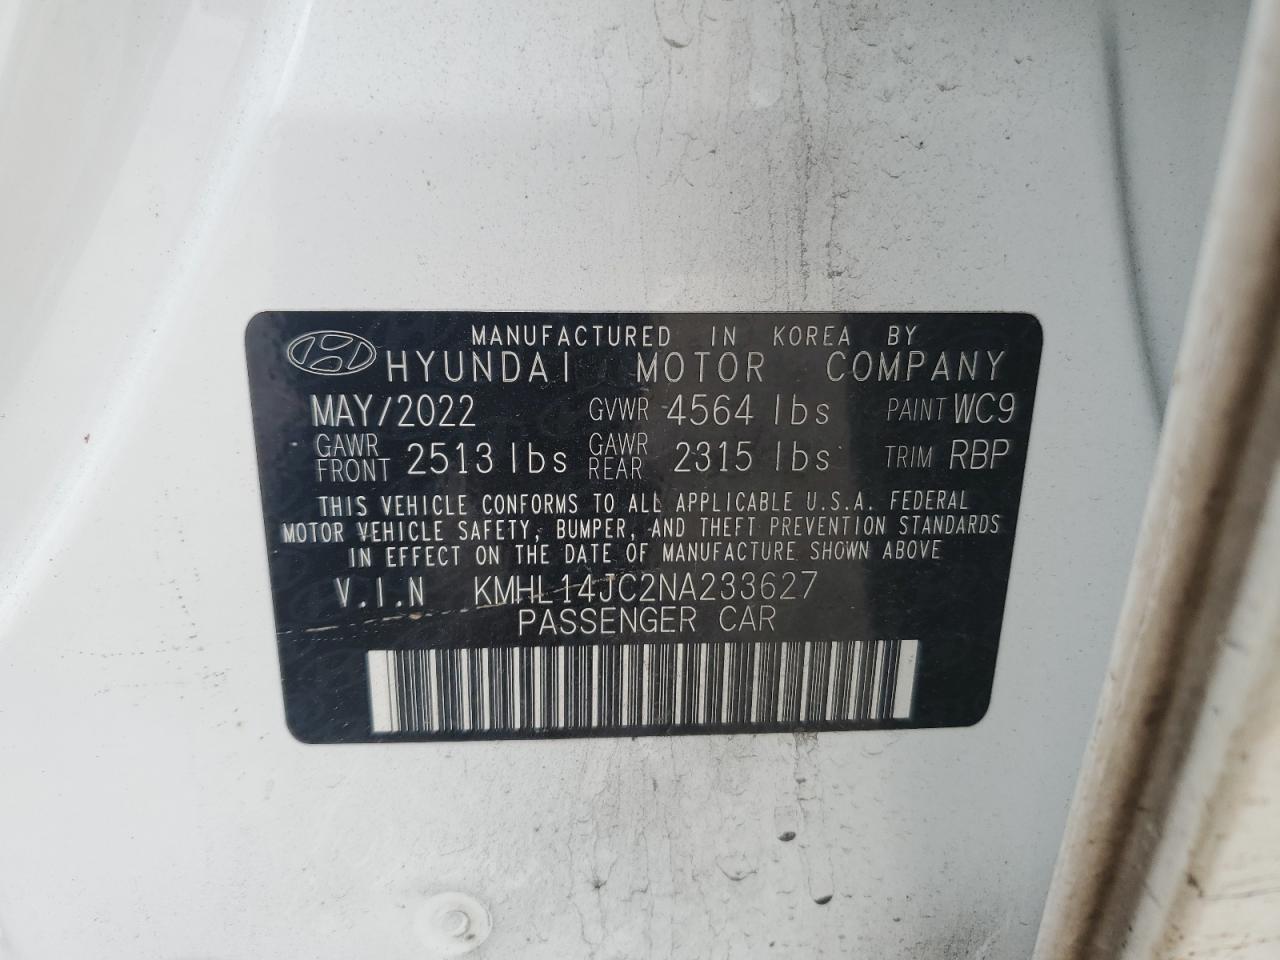 MANUFACTURED IN KOREA BY
HYUNDAI MOTOR COMPANY
MAY/2022 GVWR 4564 lbs PAINT WC9
GAWR FRONT 2513 lbs GAWR REAR 2315 lbs TRIM RBP
THIS VEHICLE CONFORMS TO ALL APPLICABLE U.S.A. FEDERAL
MOTOR VEHICLE SAFETY, BUMPER, AND THEFT PREVENTION STANDARDS
IN EFFECT ON THE DATE OF MANUFACTURE SHOWN ABOVE
V.I.N KMHL14JC2NA233627
PASSENGER CAR